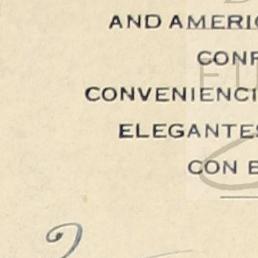 AND AMERIC
CONF
CONVENIENCI
ELEGANTES
CON E